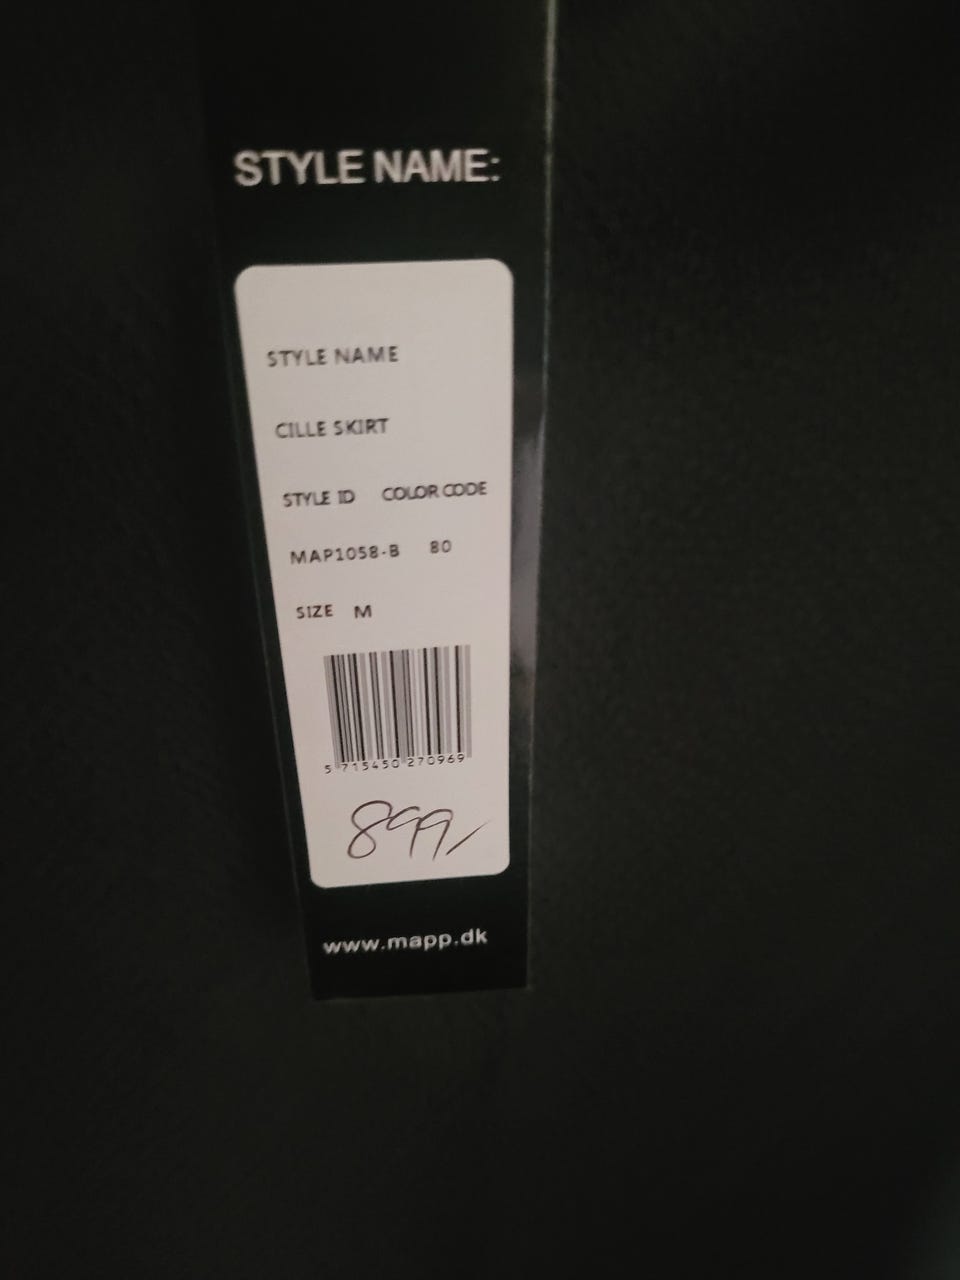 STYLE NAME:
STYLE NAME
CILLE SKIRT
STYLE ID COLOR CODE
MAP1058-B 80
SIZE M
5 715450 270969
899,-
www.mapp.dk